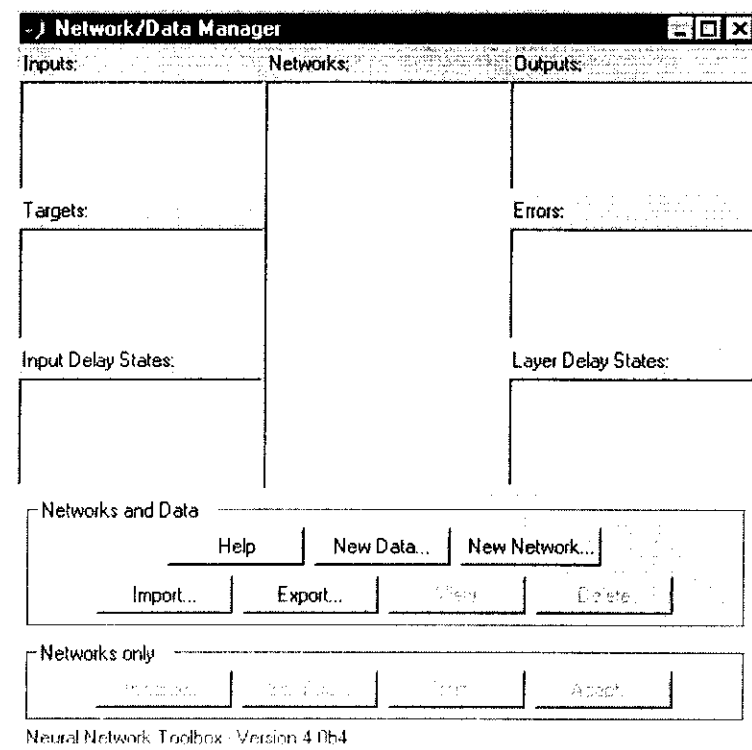 Network/Data Manager
Inputs: Networks: Outputs:
Targets: Errors:
Input Delay States: Layer Delay States:
Networks and Data
Help New Data... New Network...
Import... Export... View Delete
Networks only
Adapt
Neural Network Toolbox - Version 4.0b4